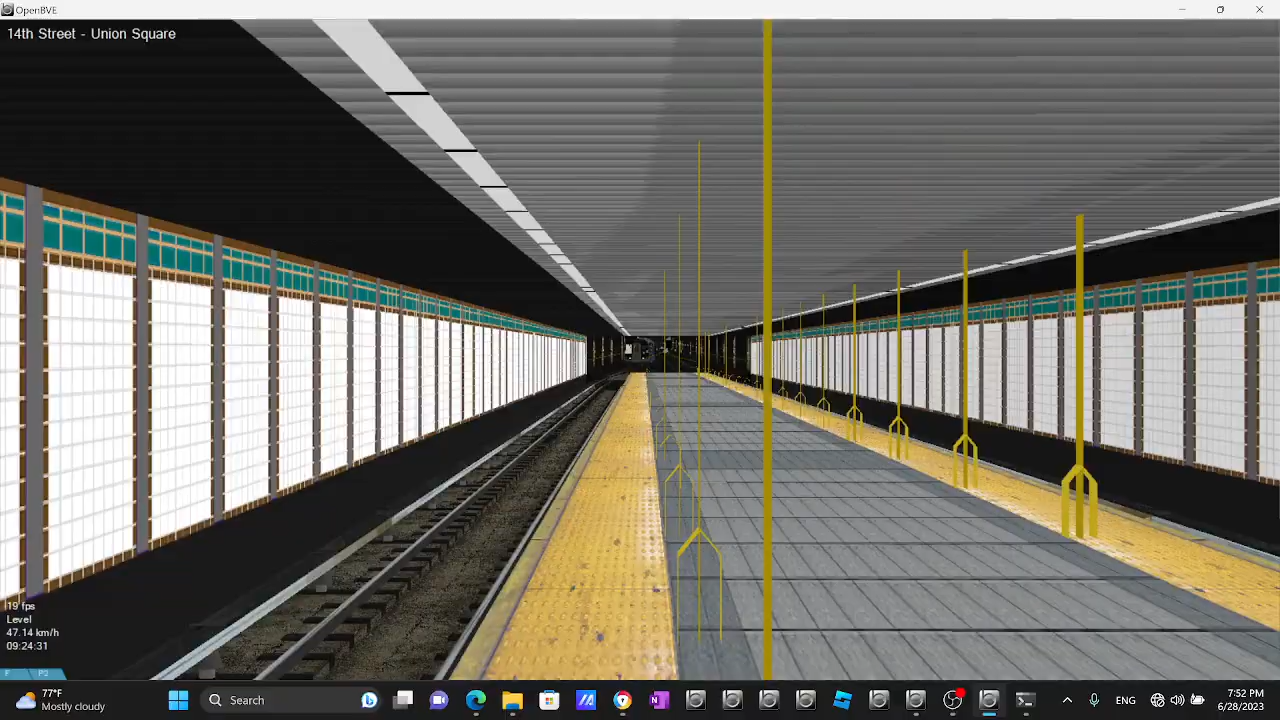 OpenBVE
14th Street - Union Square
19 fps
Level
47.14 km/h
09:24:31
F P2
77°F
Mostly cloudy
Search
ENG
7:52 PM
6/28/2023